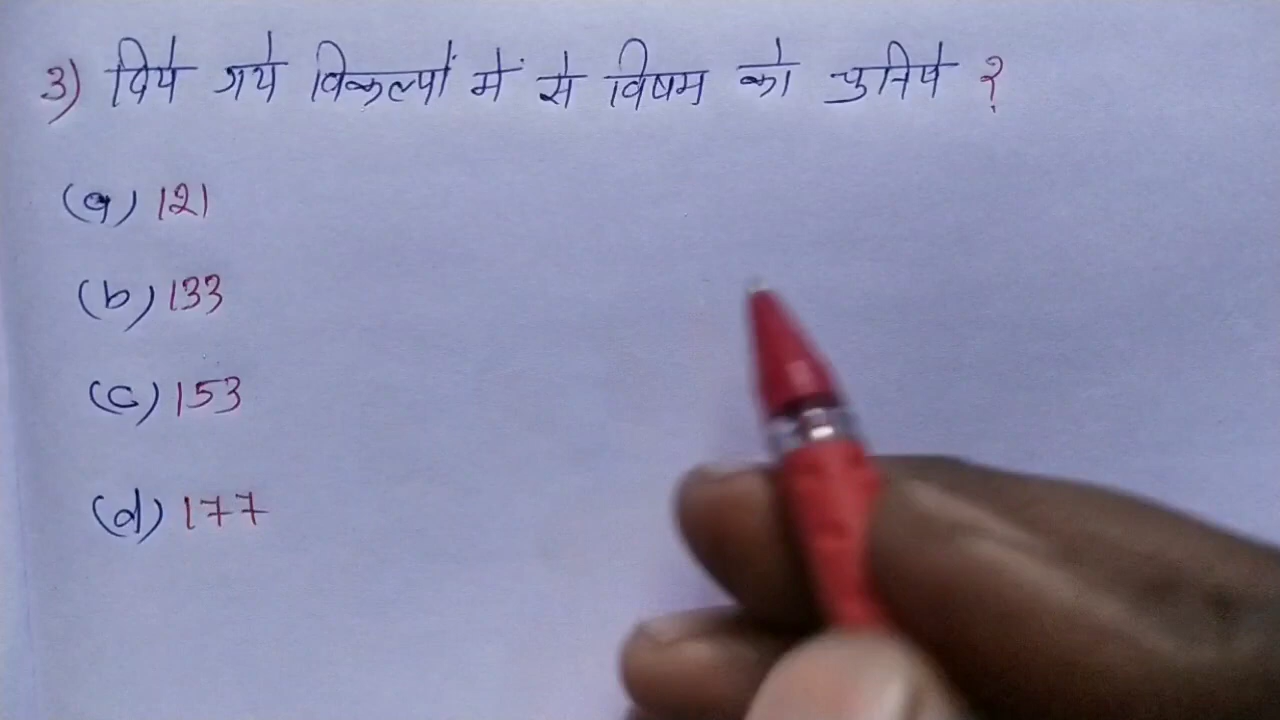 3) दिये गये विकल्पों में से विषम को चुनिये ?
(a) 121
(b) 133
(c) 153
(d) 177